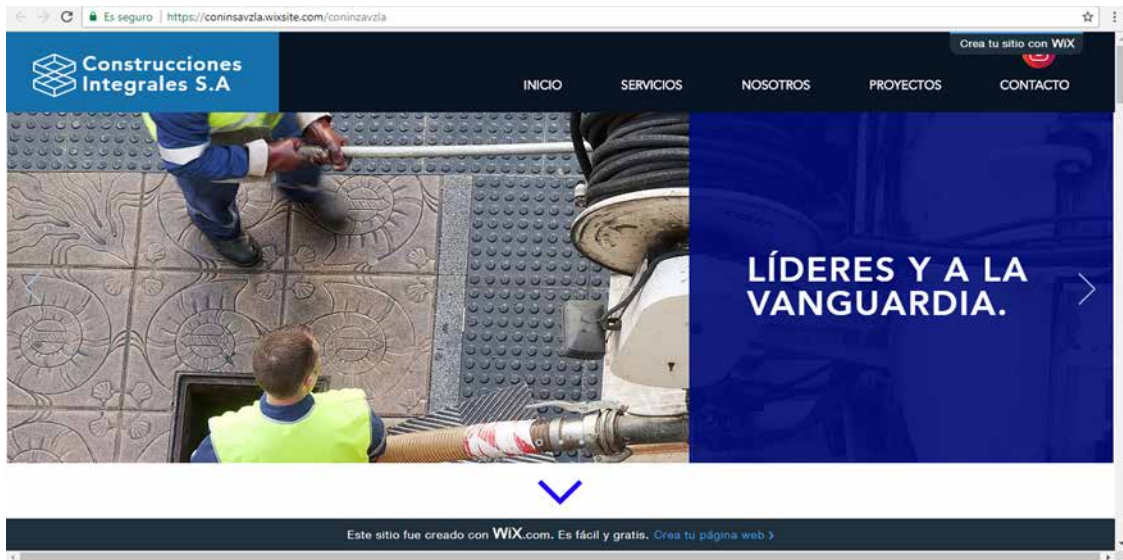 Es seguro | https://coninsavzla.wixsite.com/coninzavzla
Crea tu sitio con WiX
Construcciones
Integrales S.A
INICIO SERVICIOS NOSOTROS PROYECTOS CONTACTO
LÍDERES Y A LA
VANGUARDIA.
Este sitio fue creado con WiX.com. Es fácil y gratis. Crea tu página web >